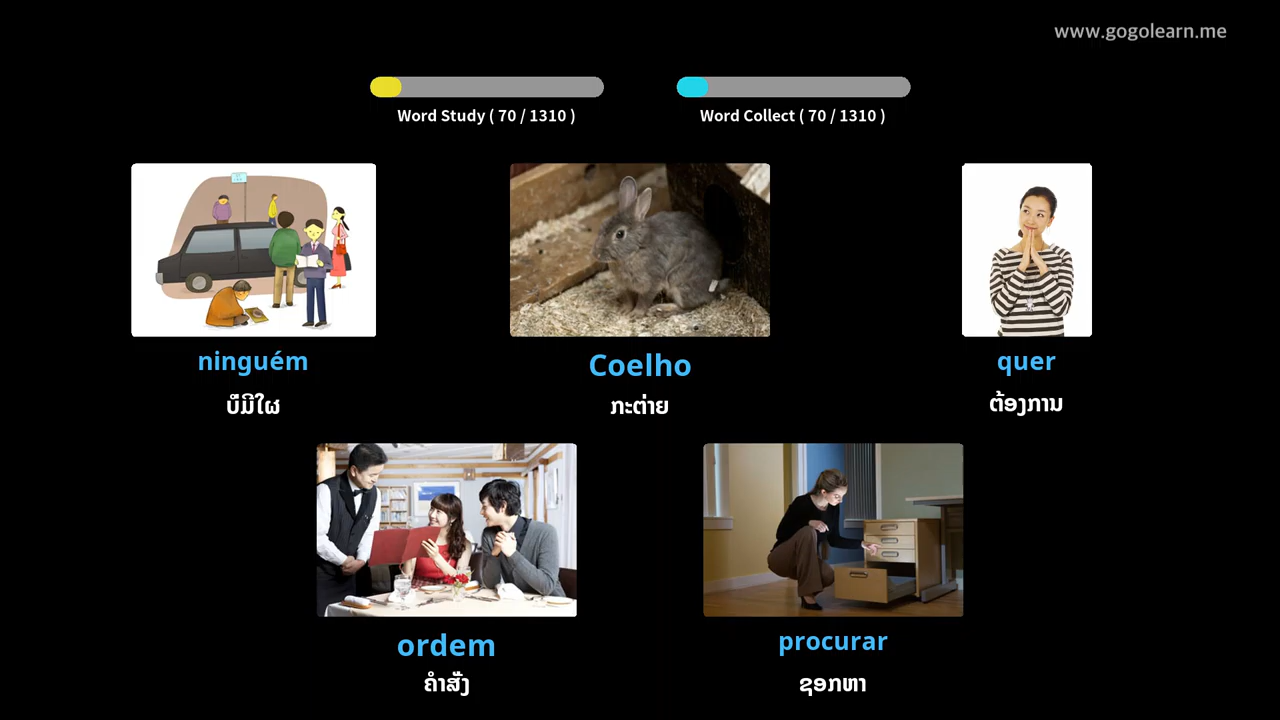 www.gogolearn.me
Word Study ( 70 / 1310 )
Word Collect ( 70 / 1310 )
ninguém
ບໍ່ມີໃຜ
Coelho
ກະຕ່າຍ
quer
ຕ້ອງການ
ordem
ຄໍາສັ່ງ
procurar
ຊອກຫາ